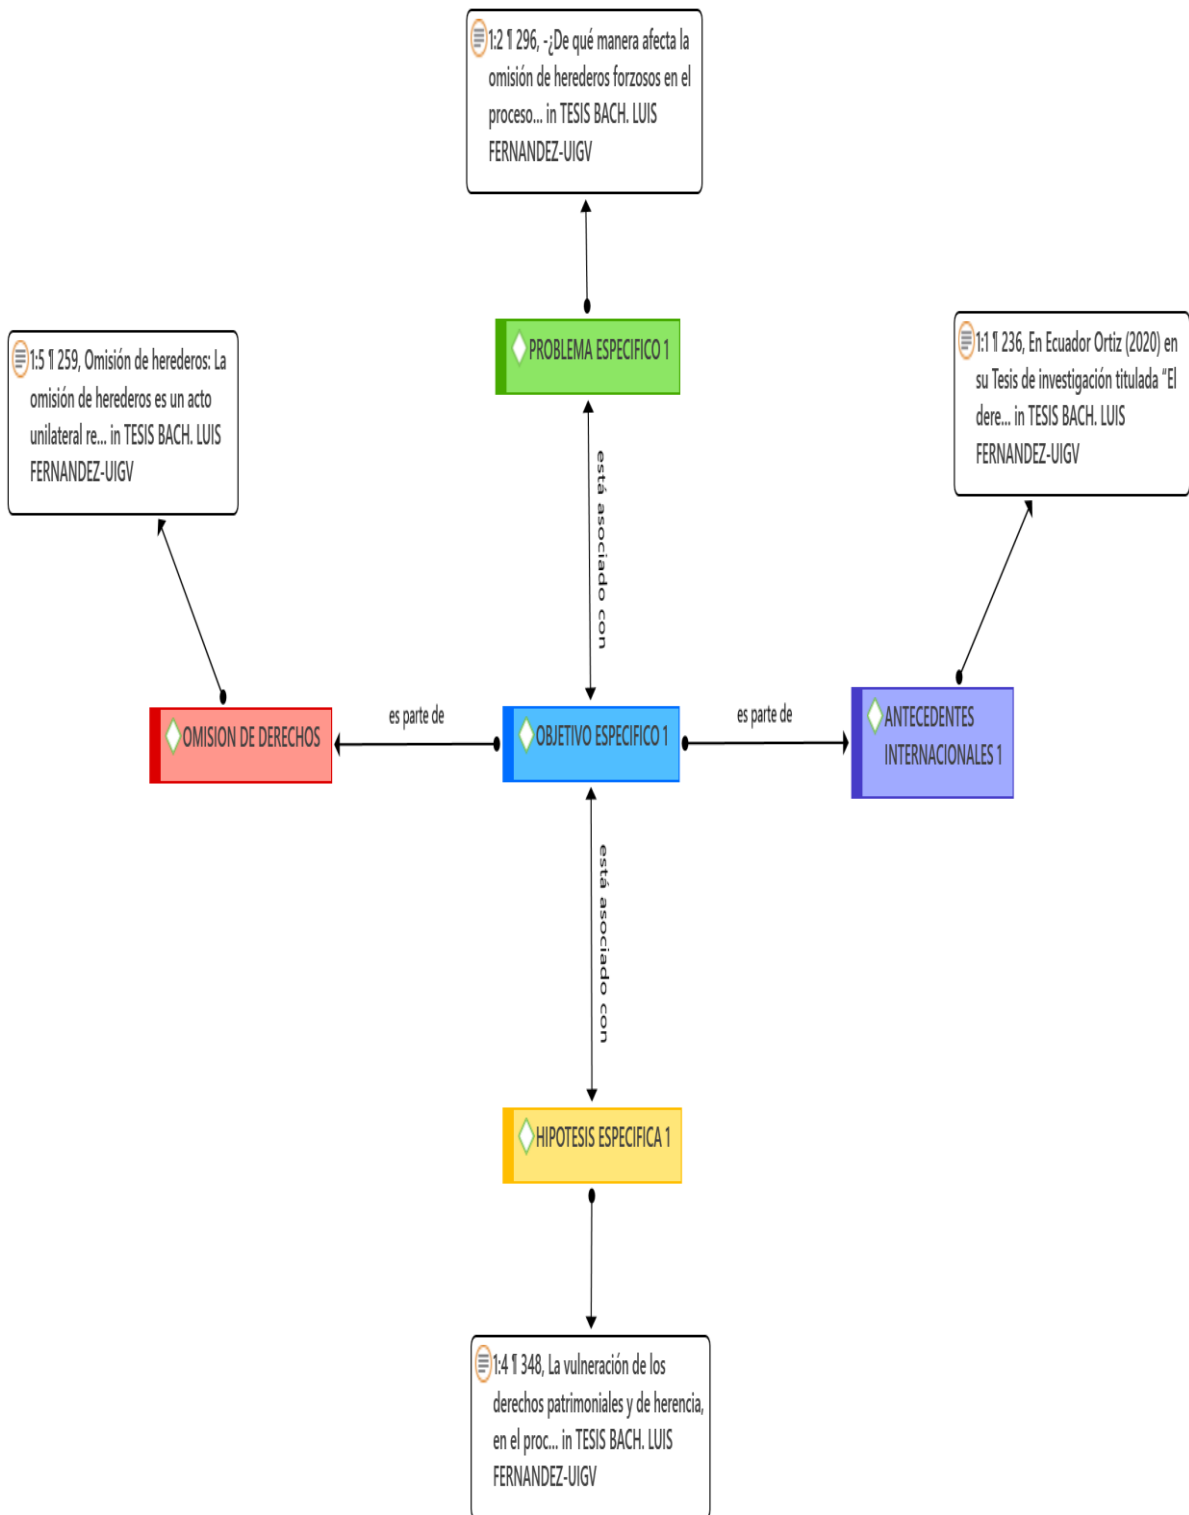 1:2 ¶ 296, -¿De qué manera afecta la
omisión de herederos forzosos en el
proceso... in TESIS BACH. LUIS
FERNANDEZ-UIGV
PROBLEMA ESPECIFICO 1
1:5 ¶ 259, Omisión de herederos: La
omisión de herederos es un acto
unilateral re... in TESIS BACH. LUIS
FERNANDEZ-UIGV
1:1 ¶ 236, En Ecuador Ortiz (2020) en
su Tesis de investigación titulada “El
dere... in TESIS BACH. LUIS
FERNANDEZ-UIGV
está asociado con
OMISION DE DERECHOS
es parte de
OBJETIVO ESPECIFICO 1
es parte de
ANTECEDENTES
INTERNACIONALES 1
está asociado con
HIPOTESIS ESPECIFICA 1
1:4 ¶ 348, La vulneración de los
derechos patrimoniales y de herencia,
en el proc... in TESIS BACH. LUIS
FERNANDEZ-UIGV